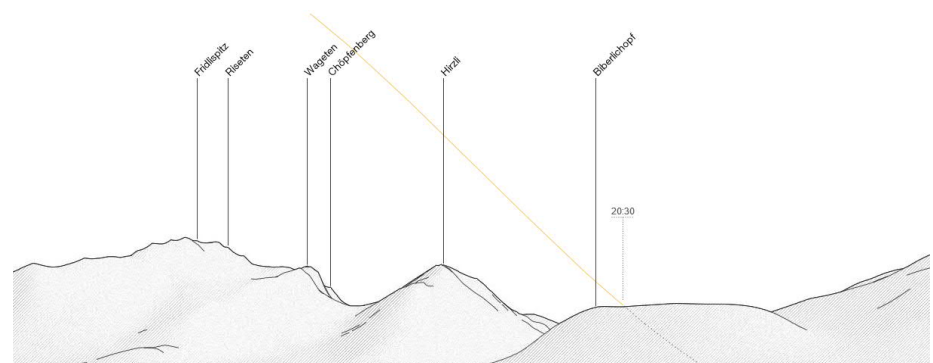 Fridlispitz
Riseten
Wageten
Chöpfenberg
Hirzli
Biberlichopf
20:30